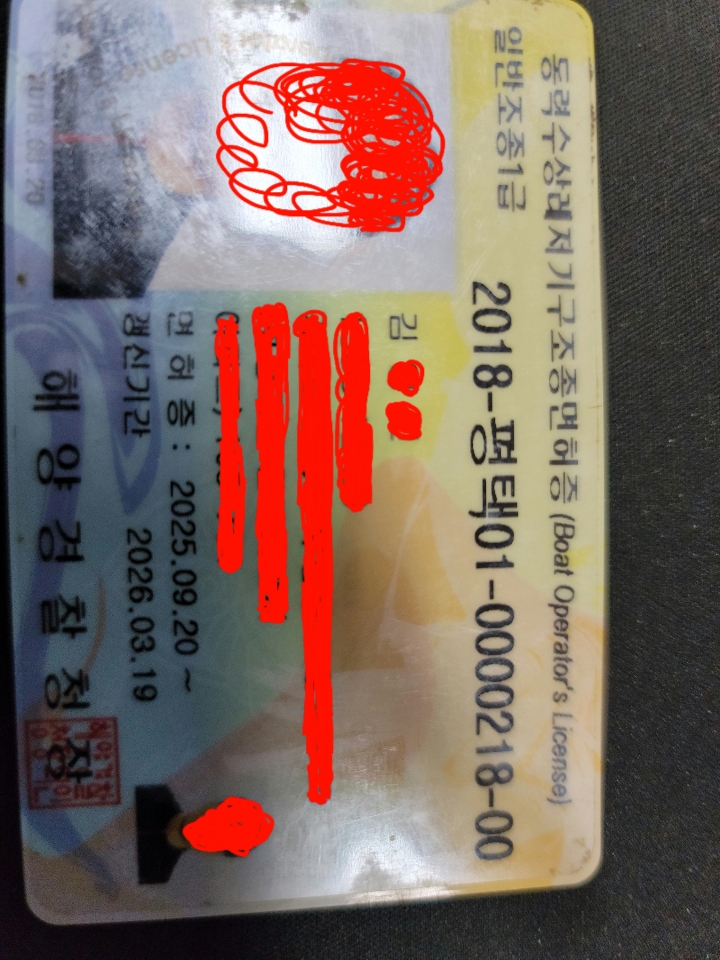 동력수상레저기구조종면허증 (Boat Operator's License)
일반조종1급
2018-평택01-0000218-00
김
면 허 증 : 2025.09.20 ~
갱신기간 2026.03.19
해 양 경 찰 청 장